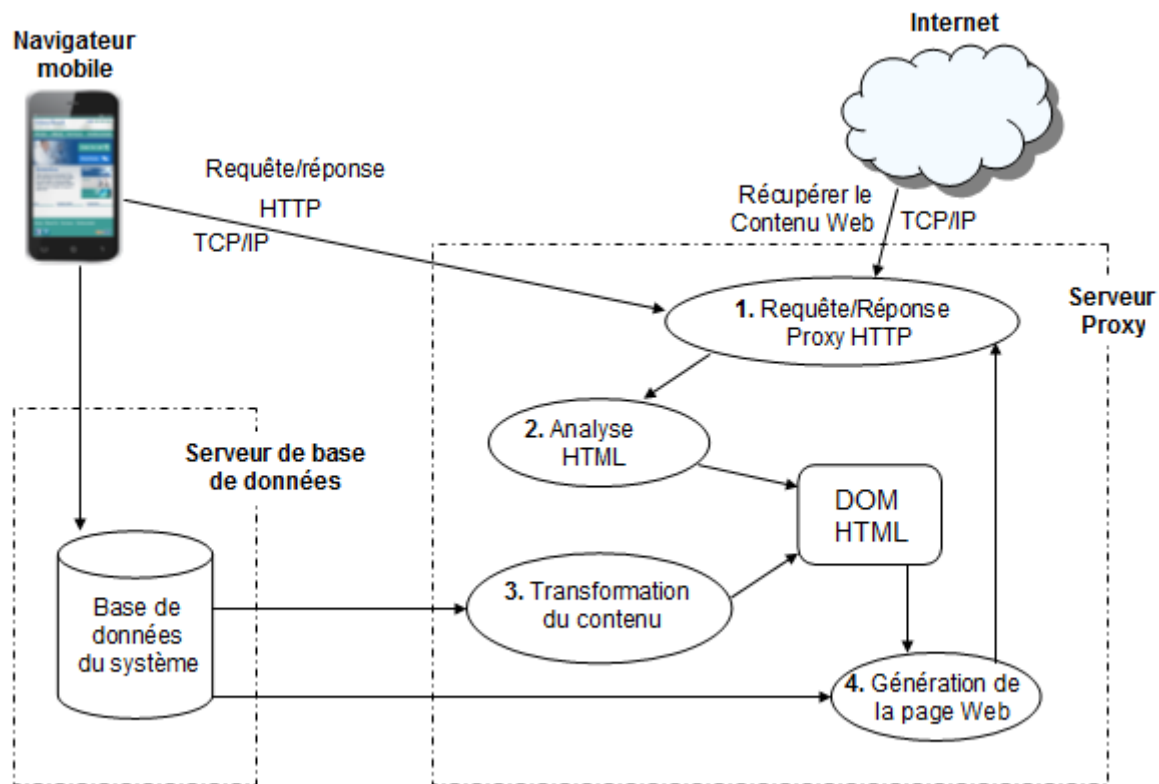 Internet
Navigateur
mobile
Requête/réponse
HTTP
TCP/IP
Récupérer le
Contenu Web
TCP/IP
Serveur
Proxy
1. Requête/Réponse
Proxy HTTP
2. Analyse
HTML
Serveur de base
de données
DOM
HTML
3. Transformation
du contenu
Base de
données
du système
4. Génération de
la page Web